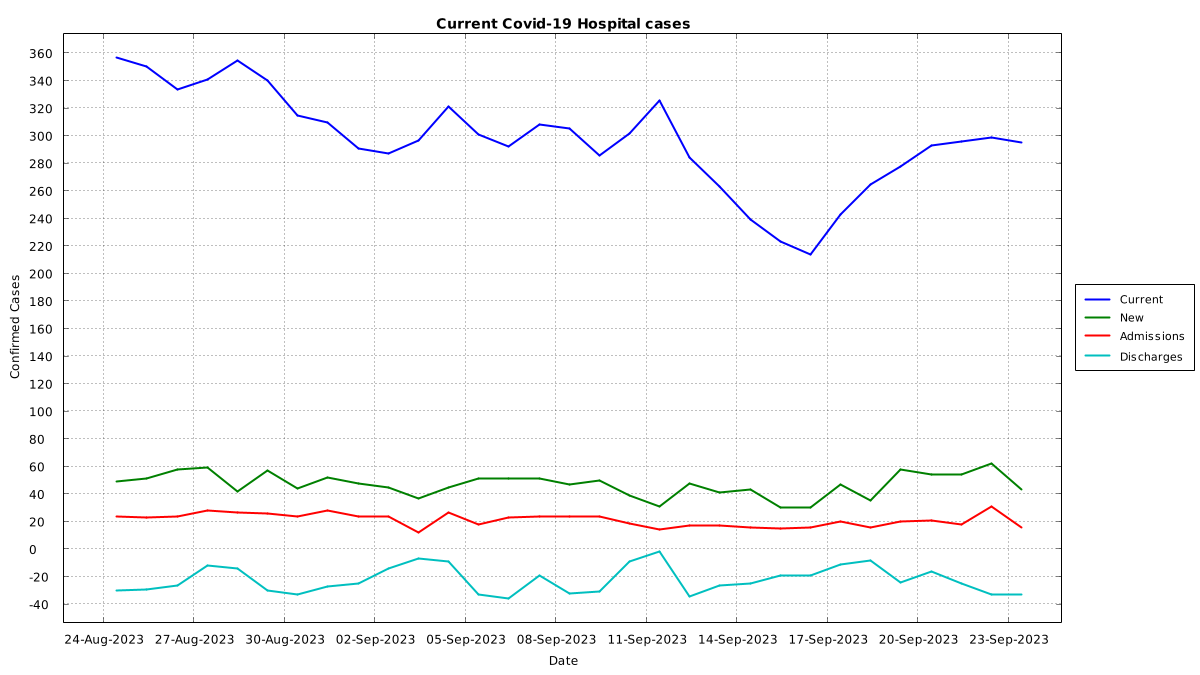 Current Covid-19 Hospital cases
Confirmed Cases
360
340
320
300
280
260
240
220
200
180
160
140
120
100
80
60
40
20
0
-20
-40
24-Aug-2023 27-Aug-2023 30-Aug-2023 02-Sep-2023 05-Sep-2023 08-Sep-2023 11-Sep-2023 14-Sep-2023 17-Sep-2023 20-Sep-2023 23-Sep-2023
Date
Current
New
Admissions
Discharges